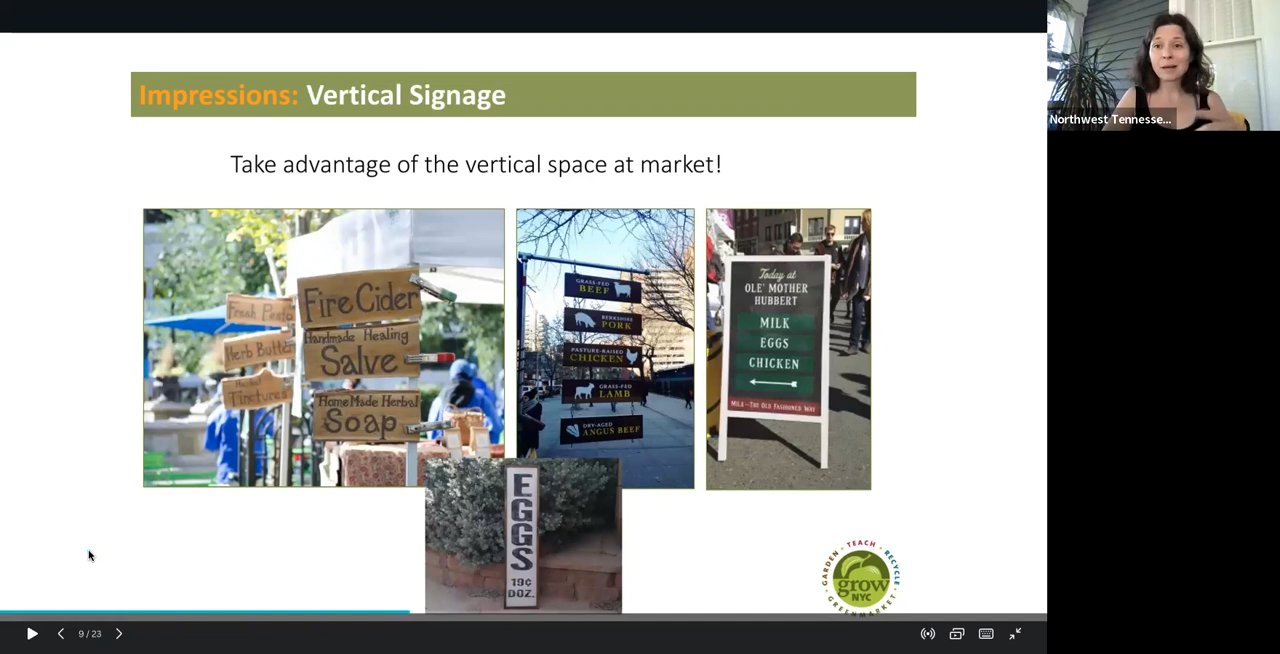 Impressions: Vertical Signage
Northwest Tennesse...
Take advantage of the vertical space at market!
Fresh Pesto
Herb Butter
Herbal
Tinctures
Fire Cider
Handmade Healing
Salve
HomeMade Herbal
Soap
GRASS-FED
BEEF
BERKSHIRE
PORK
PASTURE-RAISED
CHICKEN
GRASS-FED
LAMB
DRY-AGED
ANGUS BEEF
Today at
OLE' MOTHER
HUBBERT
MILK
EGGS
CHICKEN
MILK-THE OLD FASHIONED WAY
EGGS
19¢
DOZ.
GARDEN · TEACH · RECYCLE · GREENMARKET
grow
NYC
9 / 23